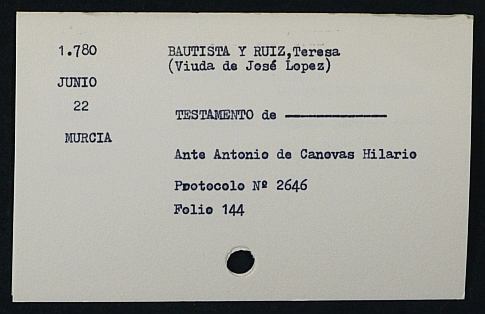 1.780
BAUTISTA Y RUIZ,Teresa
(Viuda de José Lopez)
JUNIO
22
TESTAMENTO de ——————
MURCIA
Ante Antonio de Canovas Hilario
Protocolo Nº 2646
Folio 144